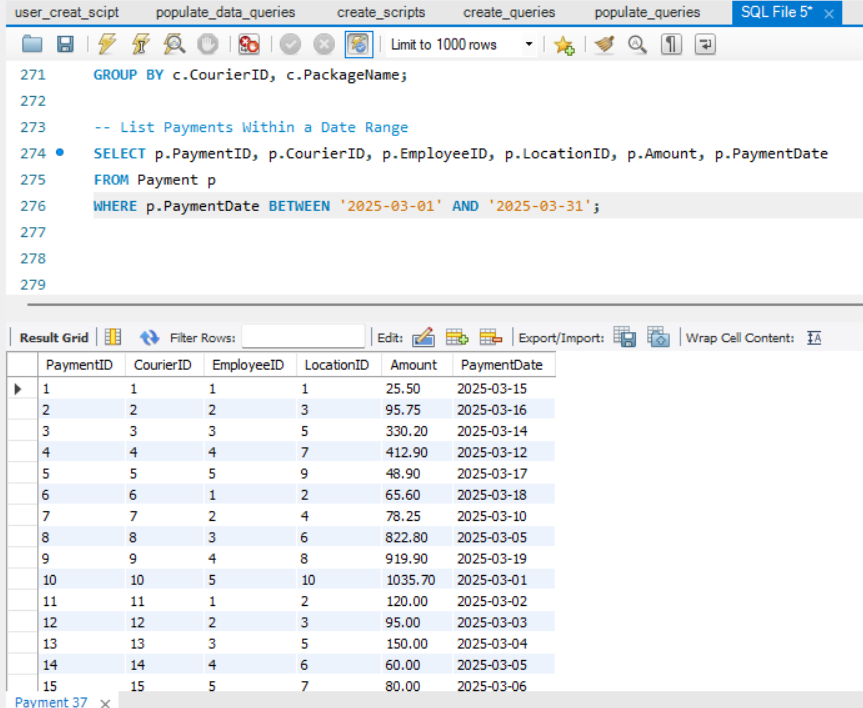 user_creat_scipt populate_data_queries create_scripts create_queries populate_queries SQL File 5*
Limit to 1000 rows
271 GROUP BY c.CourierID, c.PackageName;
272
273 -- List Payments Within a Date Range
274 SELECT p.PaymentID, p.CourierID, p.EmployeeID, p.LocationID, p.Amount, p.PaymentDate
275 FROM Payment p
276 WHERE p.PaymentDate BETWEEN '2025-03-01' AND '2025-03-31';
277
278
279
Result Grid Filter Rows: Edit: Export/Import: Wrap Cell Content: IA
PaymentID CourierID EmployeeID LocationID Amount PaymentDate
1 1 1 1 25.50 2025-03-15
2 2 2 3 95.75 2025-03-16
3 3 3 5 330.20 2025-03-14
4 4 4 7 412.90 2025-03-12
5 5 5 9 48.90 2025-03-17
6 6 1 2 65.60 2025-03-18
7 7 2 4 78.25 2025-03-10
8 8 3 6 822.80 2025-03-05
9 9 4 8 919.90 2025-03-19
10 10 5 10 1035.70 2025-03-01
11 11 1 2 120.00 2025-03-02
12 12 2 3 95.00 2025-03-03
13 13 3 5 150.00 2025-03-04
14 14 4 6 60.00 2025-03-05
15 15 5 7 80.00 2025-03-06
Payment 37